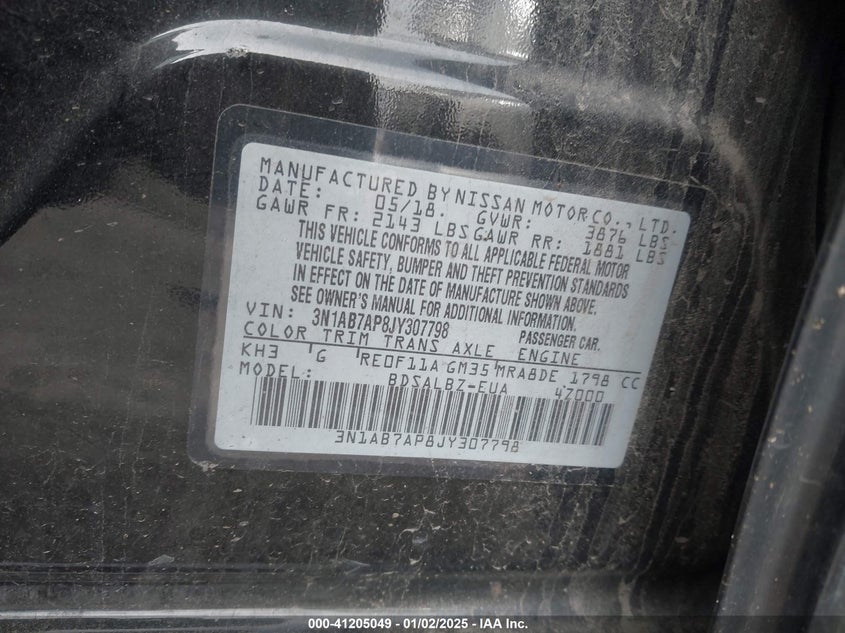 MANUFACTURED BY NISSAN MOTOR CO., LTD.
DATE: 05/18. GVWR: 3876 LBS
GAWR FR: 2143 LBS GAWR RR: 1881 LBS
THIS VEHICLE CONFORMS TO ALL APPLICABLE FEDERAL MOTOR
VEHICLE SAFETY, BUMPER AND THEFT PREVENTION STANDARDS
IN EFFECT ON THE DATE OF MANUFACTURE SHOWN ABOVE.
SEE OWNER'S MANUAL FOR ADDITIONAL INFORMATION.
VIN: 3N1AB7AP8JY307798 PASSENGER CAR.
COLOR TRIM TRANS AXLE ENGINE
KH3 G RE0F11A GM35 MRA8DE 1798 CC
MODEL: BDSALBZ-EUA 47000
3N1AB7AP8JY307798
000-41205049 - 01/02/2025 - IAA Inc.